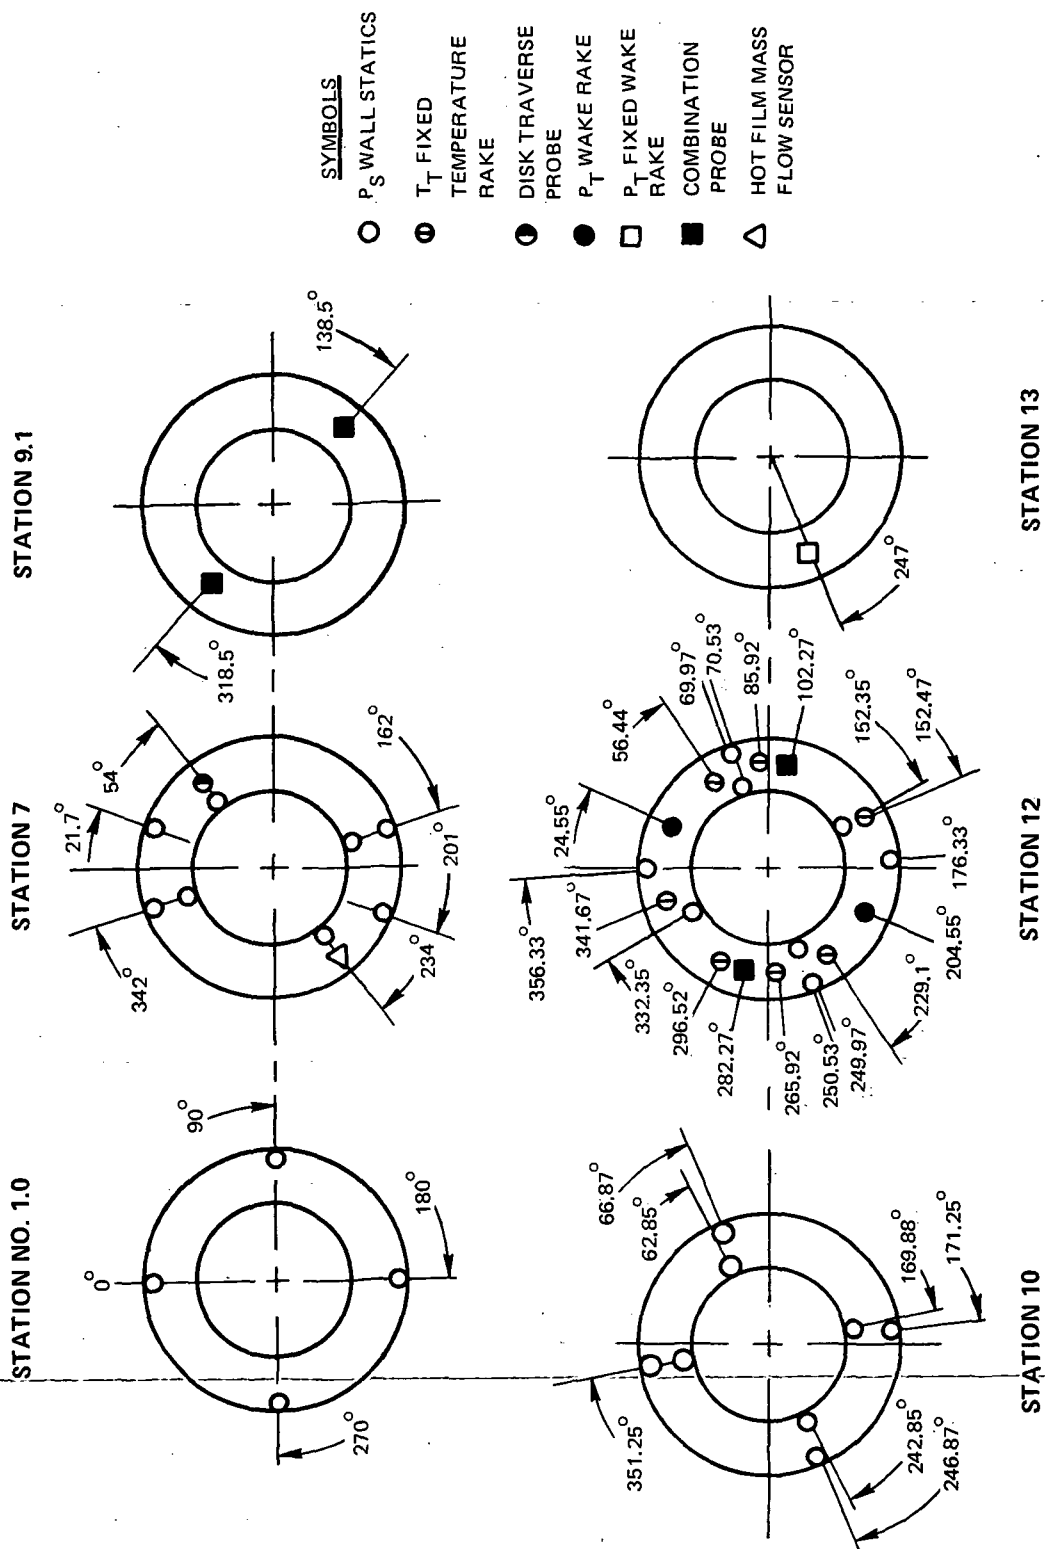 STATION NO. 1.0
0°
90°
180°
270°
STATION 7
21.7°
54°
162°
201°
234°
342°
STATION 9.1
138.5°
318.5°
STATION 10
66.87°
62.85°
169.88°
171.25°
242.85°
246.87°
351.25°
STATION 12
356.33°
24.55°
56.44°
69.97°
70.53°
85.92°
102.27°
152.35°
152.47°
176.33°
204.55°
229.1°
249.97°
250.53°
265.92°
282.27°
296.52°
332.35°
341.67°
STATION 13
247°
SYMBOLS
PS WALL STATICS
TT FIXED
TEMPERATURE
RAKE
DISK TRAVERSE
PROBE
PT WAKE RAKE
PT FIXED WAKE
RAKE
COMBINATION
PROBE
HOT FILM MASS
FLOW SENSOR